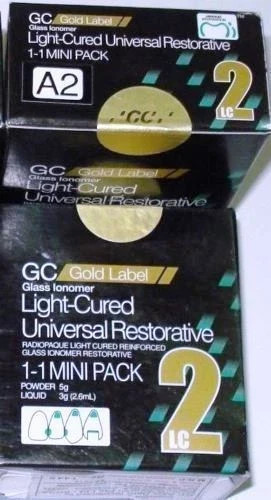 GC Gold Label
Glass Ionomer
Light-Cured Universal Restorative
1-1 MINI PACK
A2
2
LC
GC
GC Gold Label
Glass Ionomer
Light-Cured
Universal Restorative
GC Gold Label
Glass Ionomer
Light-Cured
Universal Restorative
RADIOPAQUE LIGHT CURED REINFORCED
GLASS IONOMER RESTORATIVE
1-1 MINI PACK
POWDER 5g
LIQUID 3g (2.6mL)
2
LC